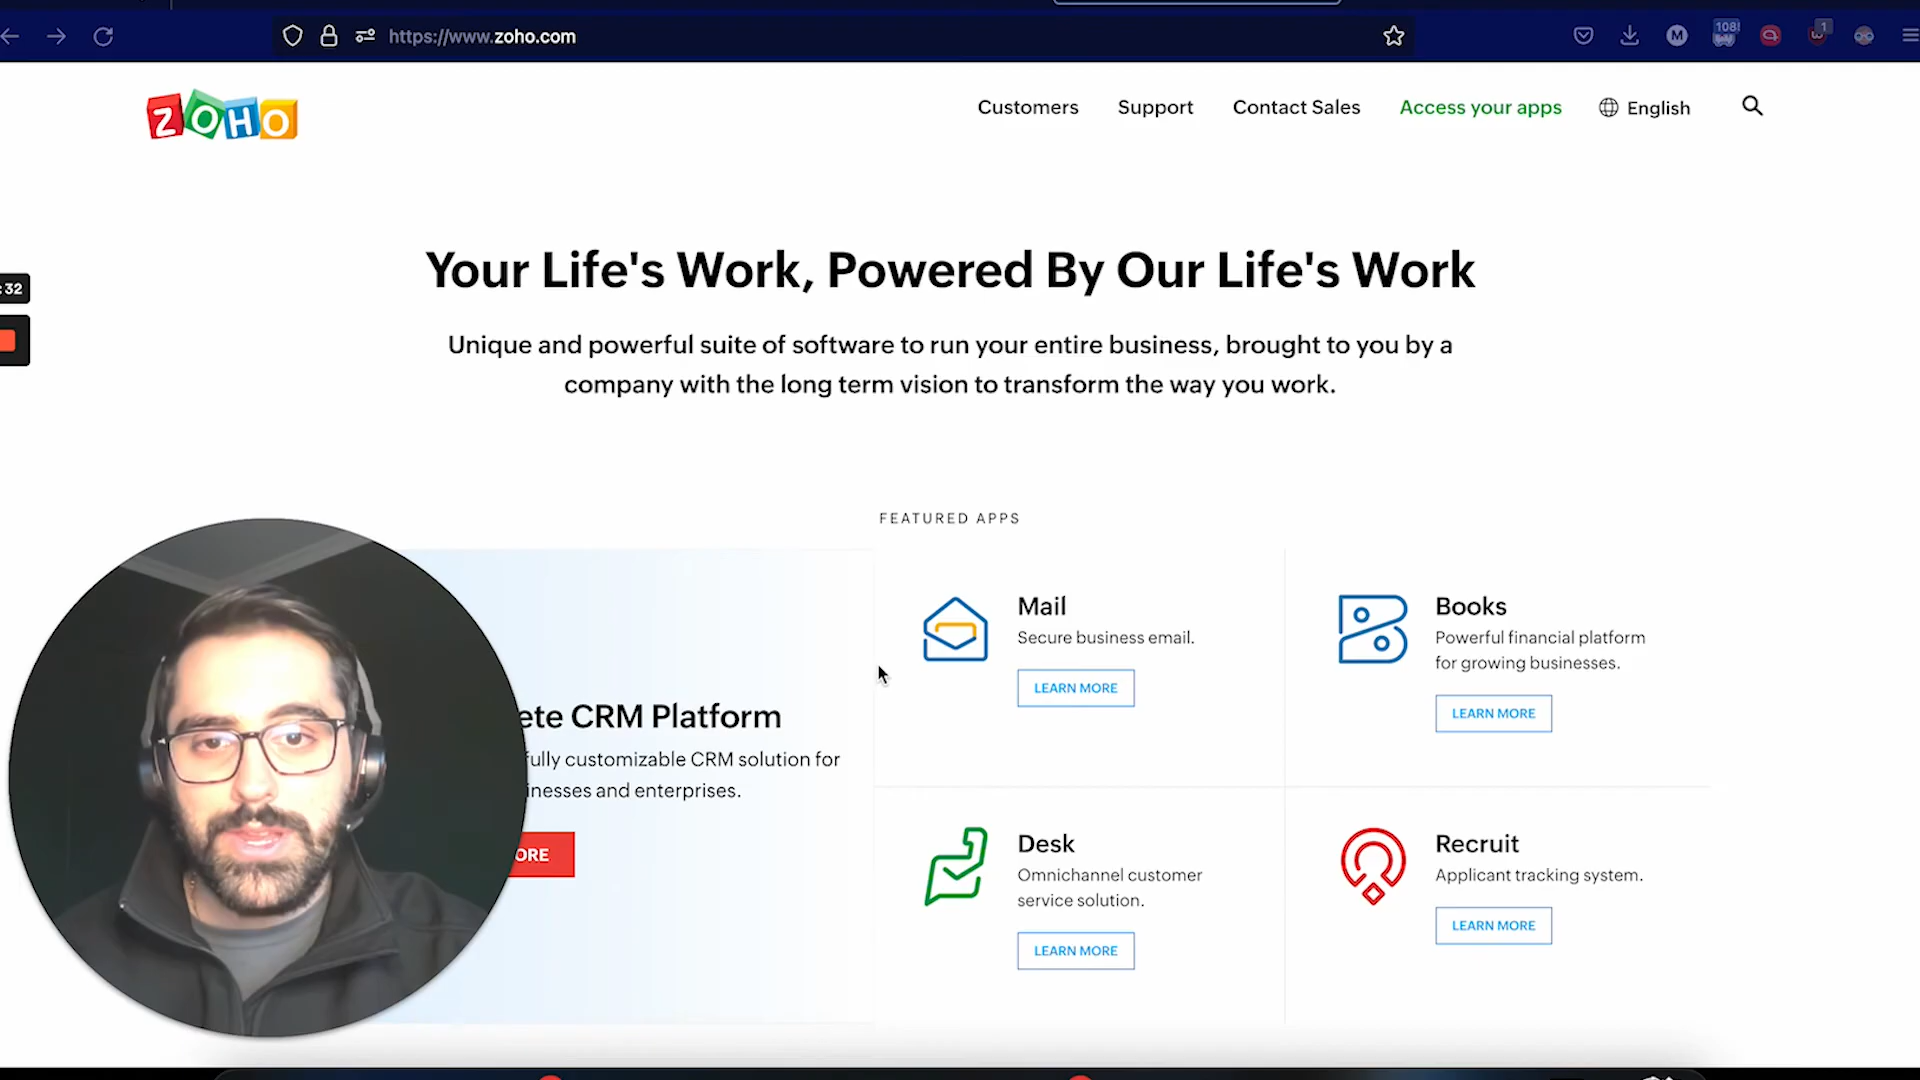 https://www.zoho.com
108
1
M
ZOHO
Customers
Support
Contact Sales
Access your apps
English
:32
Your Life's Work, Powered By Our Life's Work
Unique and powerful suite of software to run your entire business, brought to you by a
company with the long term vision to transform the way you work.
FEATURED APPS
ete CRM Platform
fully customizable CRM solution for
inesses and enterprises.
ORE
Mail
Secure business email.
LEARN MORE
Books
Powerful financial platform
for growing businesses.
LEARN MORE
Desk
Omnichannel customer
service solution.
LEARN MORE
Recruit
Applicant tracking system.
LEARN MORE